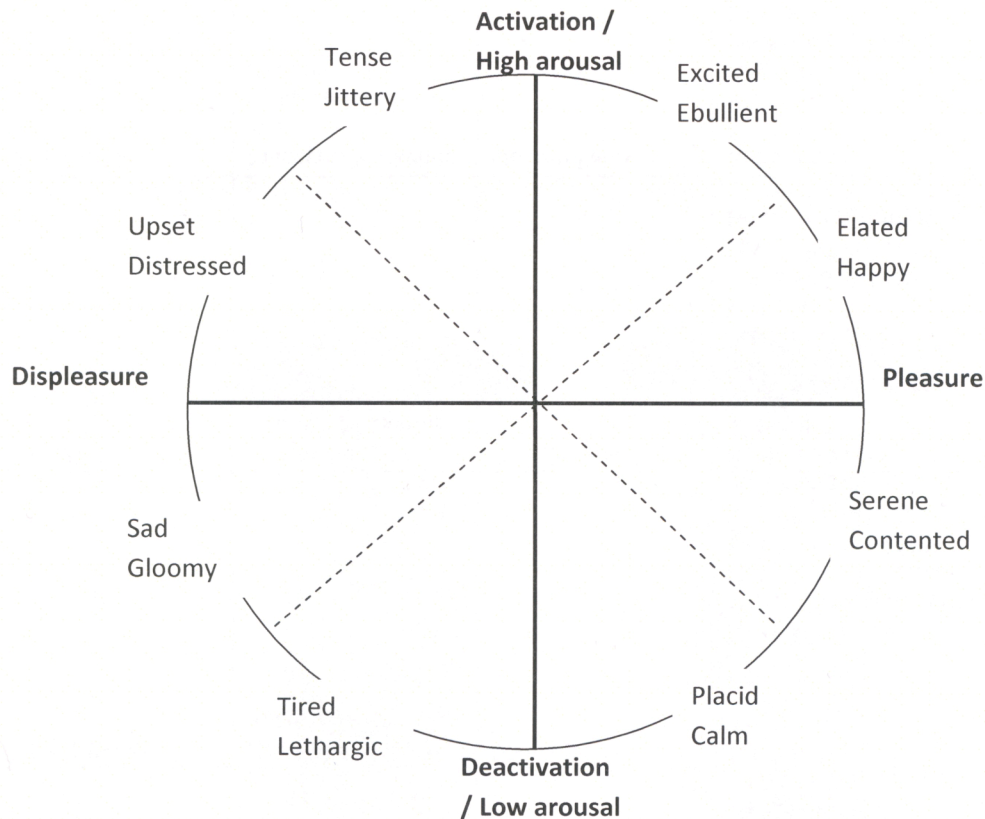 Activation /
High arousal
Tense
Jittery
Excited
Ebullient
Upset
Distressed
Elated
Happy
Displeasure
Pleasure
Sad
Gloomy
Serene
Contented
Tired
Lethargic
Placid
Calm
Deactivation
/ Low arousal